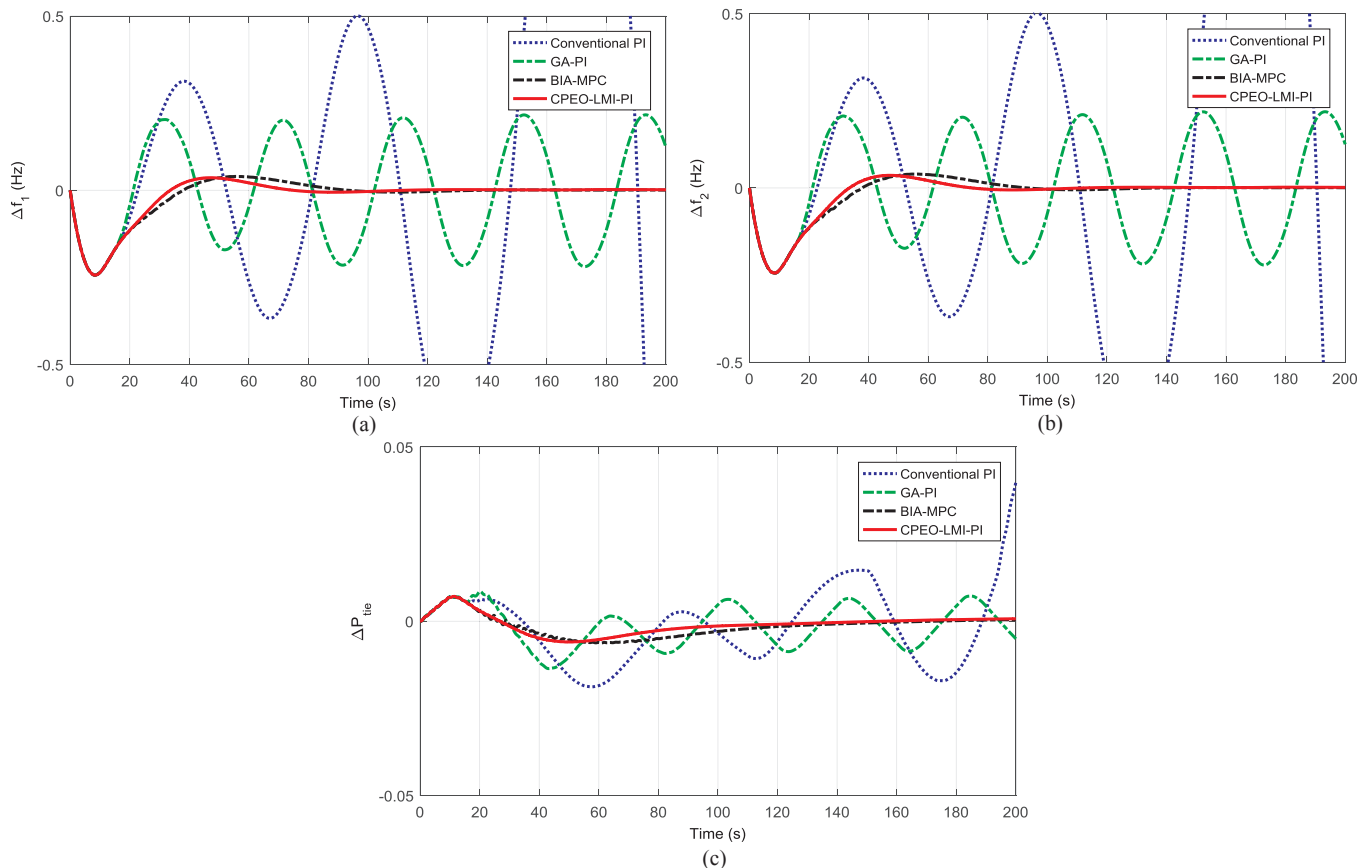 0.5
0
-0.5
Δf1 (Hz)
Conventional PI
GA-PI
BIA-MPC
CPEO-LMI-PI
0 20 40 60 80 100 120 140 160 180 200
Time (s)
(a)
0.5
0
-0.5
Δf2 (Hz)
Conventional PI
GA-PI
BIA-MPC
CPEO-LMI-PI
0 20 40 60 80 100 120 140 160 180 200
Time (s)
(b)
0.05
0
-0.05
ΔPtie
Conventional PI
GA-PI
BIA-MPC
CPEO-LMI-PI
0 20 40 60 80 100 120 140 160 180 200
Time (s)
(c)